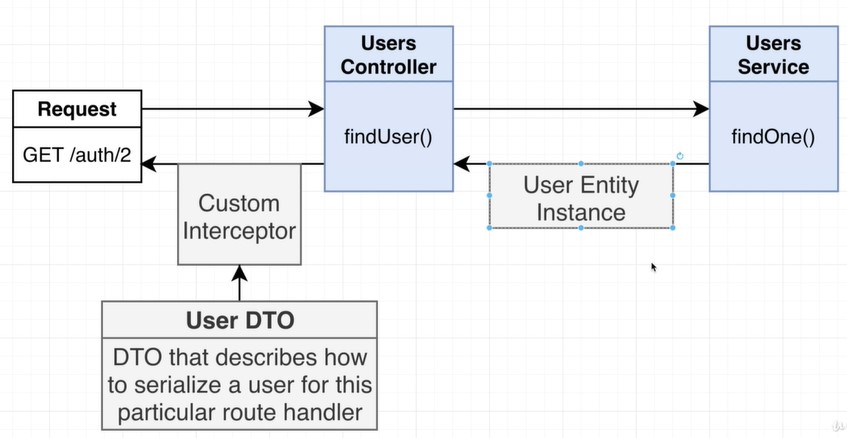 Users
Controller
findUser()
Users
Service
findOne()
Request
GET /auth/2
Custom
Interceptor
User Entity
Instance
User DTO
DTO that describes how
to serialize a user for this
particular route handler